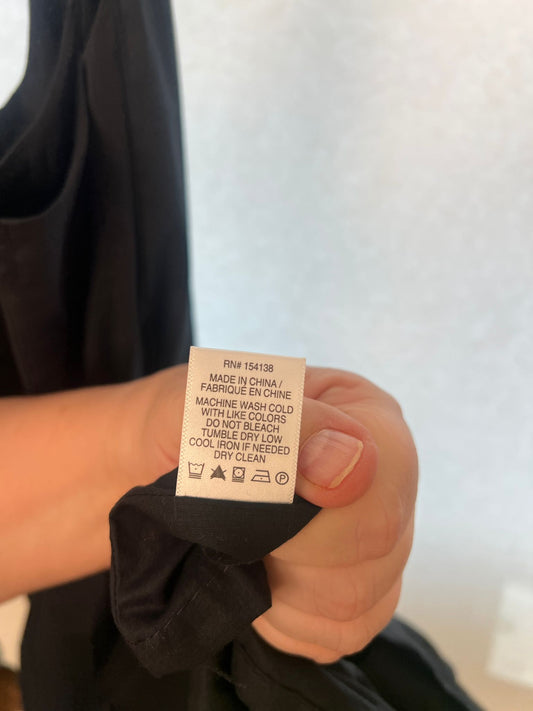 RN# 154138
MADE IN CHINA /
FABRIQUÉ EN CHINE
MACHINE WASH COLD
WITH LIKE COLORS
DO NOT BLEACH
TUMBLE DRY LOW
COOL IRON IF NEEDED
DRY CLEAN
P